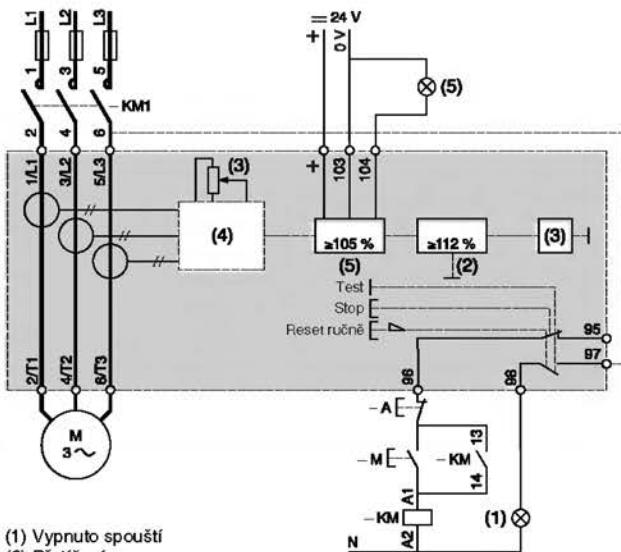 L1 L2 L3
= 24 V
+ 0 V
1 3 5
(5)
KM1
2 4 6
1/L1 3/L2 5/L3
+ 103 104
(3)
(4)
≥105 %
(5)
≥112 %
(2)
(3)
Test
Stop
Reset ručně
95
97
2/T1 4/T2 6/T3
96 98
A
M
3~
M
KM
13
14
A1
KM
A2
(1)
N
(1) Vypnuto spouští